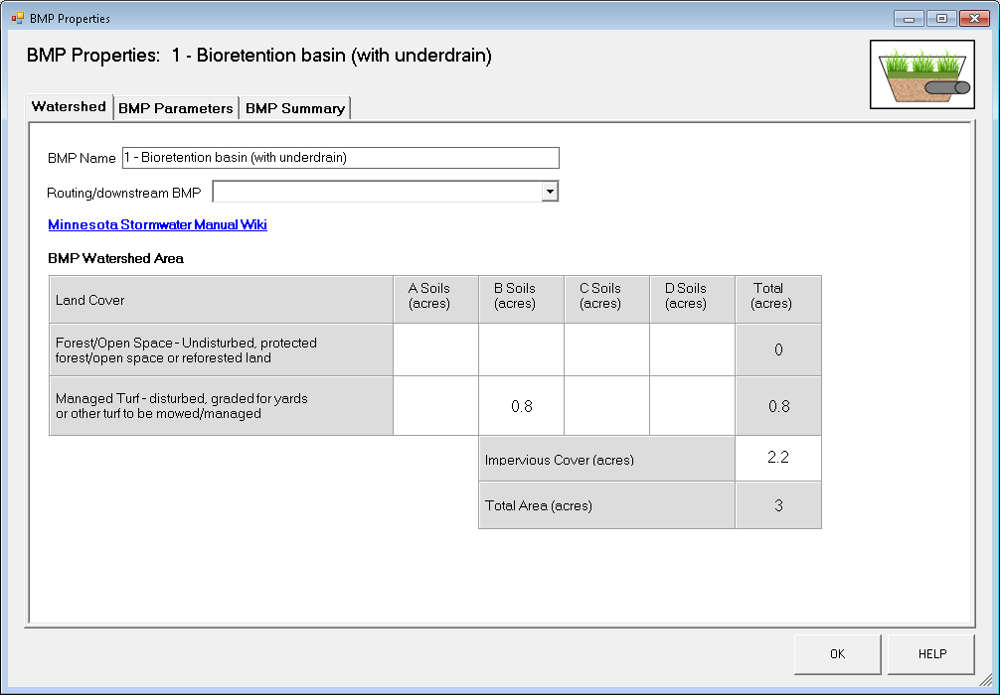 BMP Properties
BMP Properties: 1 - Bioretention basin (with underdrain)
Watershed
BMP Parameters
BMP Summary
BMP Name
1 - Bioretention basin (with underdrain)
Routing/downstream BMP
Minnesota Stormwater Manual Wiki
BMP Watershed Area
Land Cover
A Soils
(acres)
B Soils
(acres)
C Soils
(acres)
D Soils
(acres)
Total
(acres)
Forest/Open Space - Undisturbed, protected
forest/open space or reforested land
0
Managed Turf - disturbed, graded for yards
or other turf to be mowed/managed
0.8
0.8
Impervious Cover (acres)
2.2
Total Area (acres)
3
OK
HELP